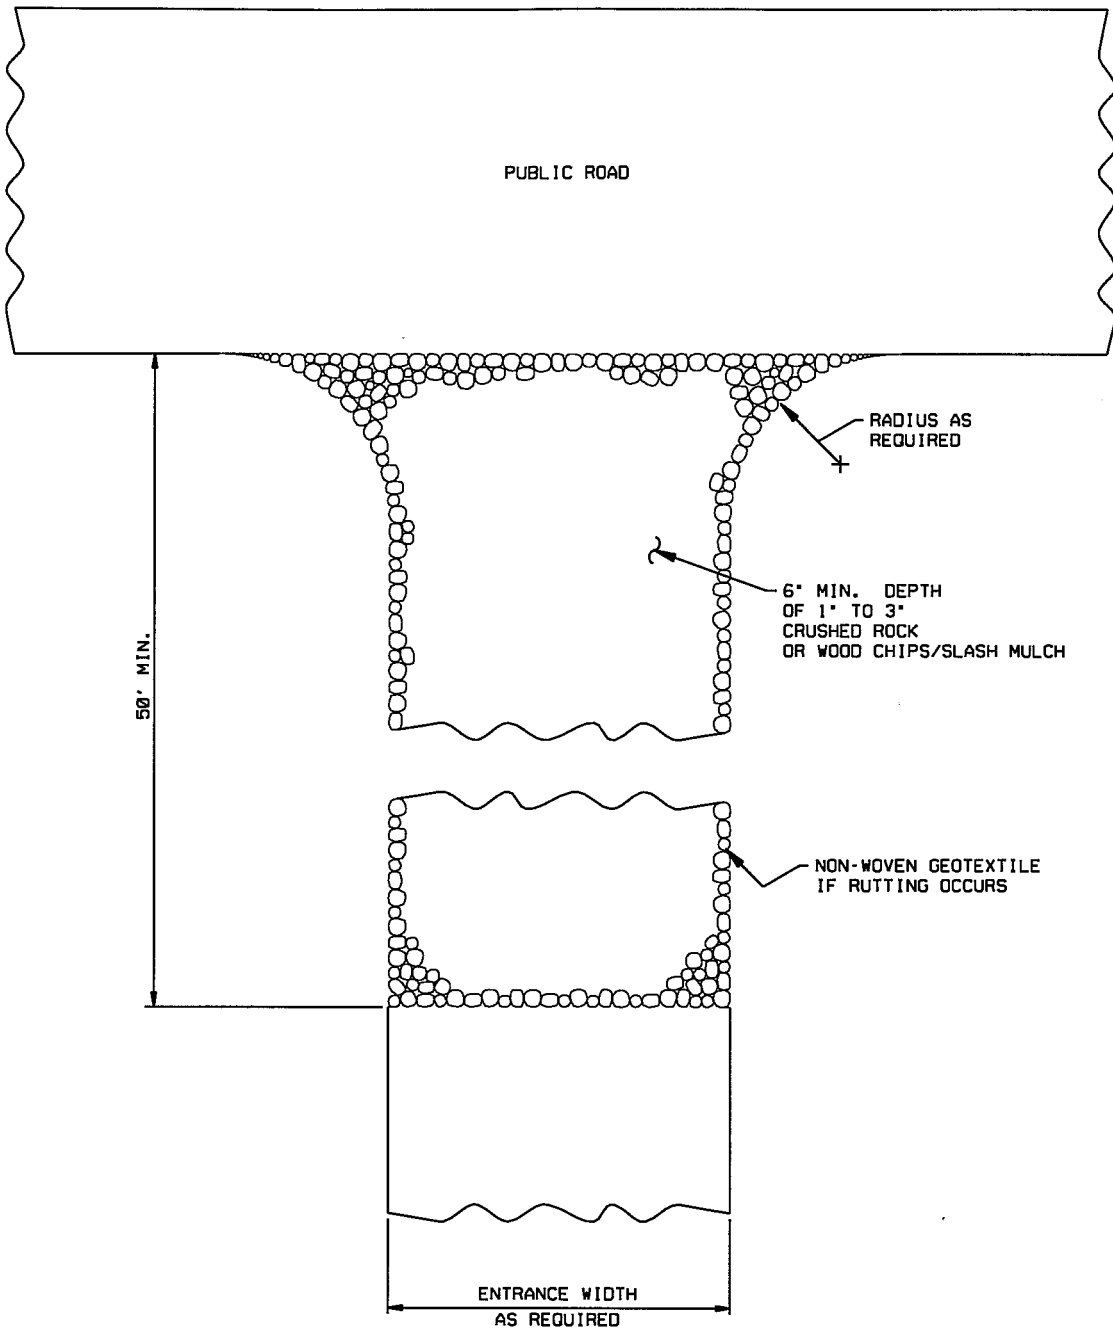 PUBLIC ROAD
RADIUS AS
REQUIRED
6" MIN. DEPTH
OF 1" TO 3"
CRUSHED ROCK
OR WOOD CHIPS/SLASH MULCH
50' MIN.
NON-WOVEN GEOTEXTILE
IF RUTTING OCCURS
ENTRANCE WIDTH
AS REQUIRED